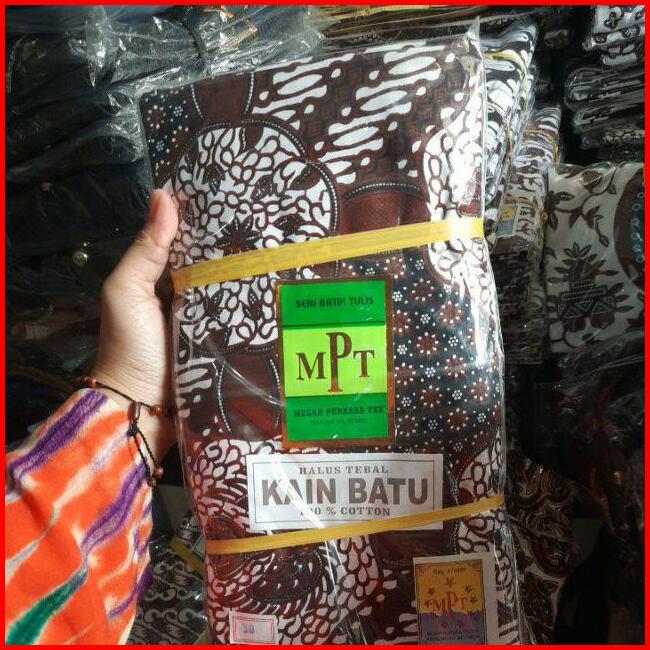 SENI BATIK TULIS
MPT
MEGAH PERKASA TEX
HALUS TEBAL
KAIN BATU
100 % COTTON
MPT